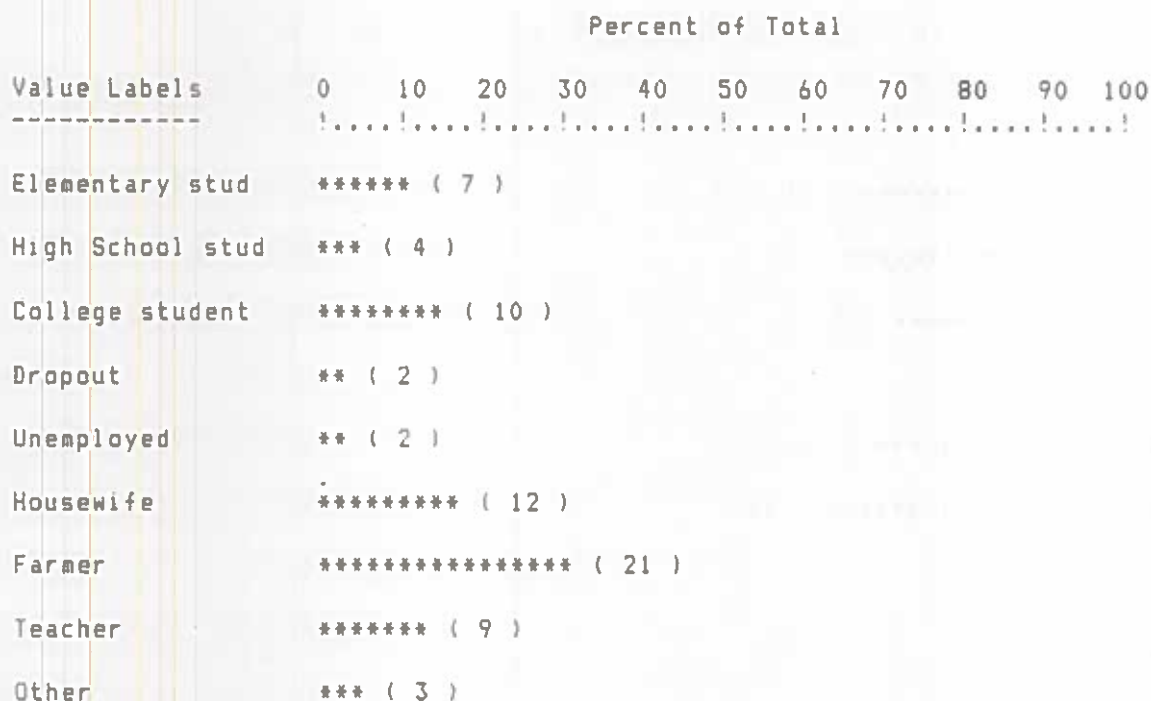 Percent of Total
Value Labels 0 10 20 30 40 50 60 70 80 90 100
------------ !.....!....!....!....!....!....!....!....!....!....!
Elementary stud ****** ( 7 )
High School stud *** ( 4 )
College student ******** ( 10 )
Dropout ** ( 2 )
Unemployed ** ( 2 )
Housewife ********* ( 12 )
Farmer **************** ( 21 )
Teacher ******* ( 9 )
Other *** ( 3 )